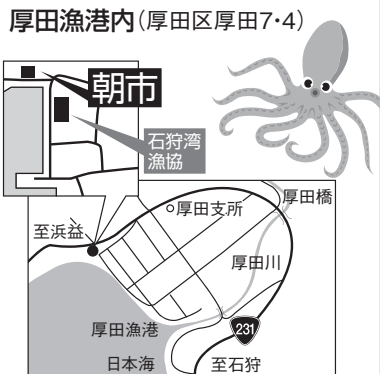 厚田漁港内(厚田区厚田7・4)
朝市
石狩湾
漁協
厚田橋
厚田支所
至浜益
厚田川
厚田漁港
231
日本海
至石狩